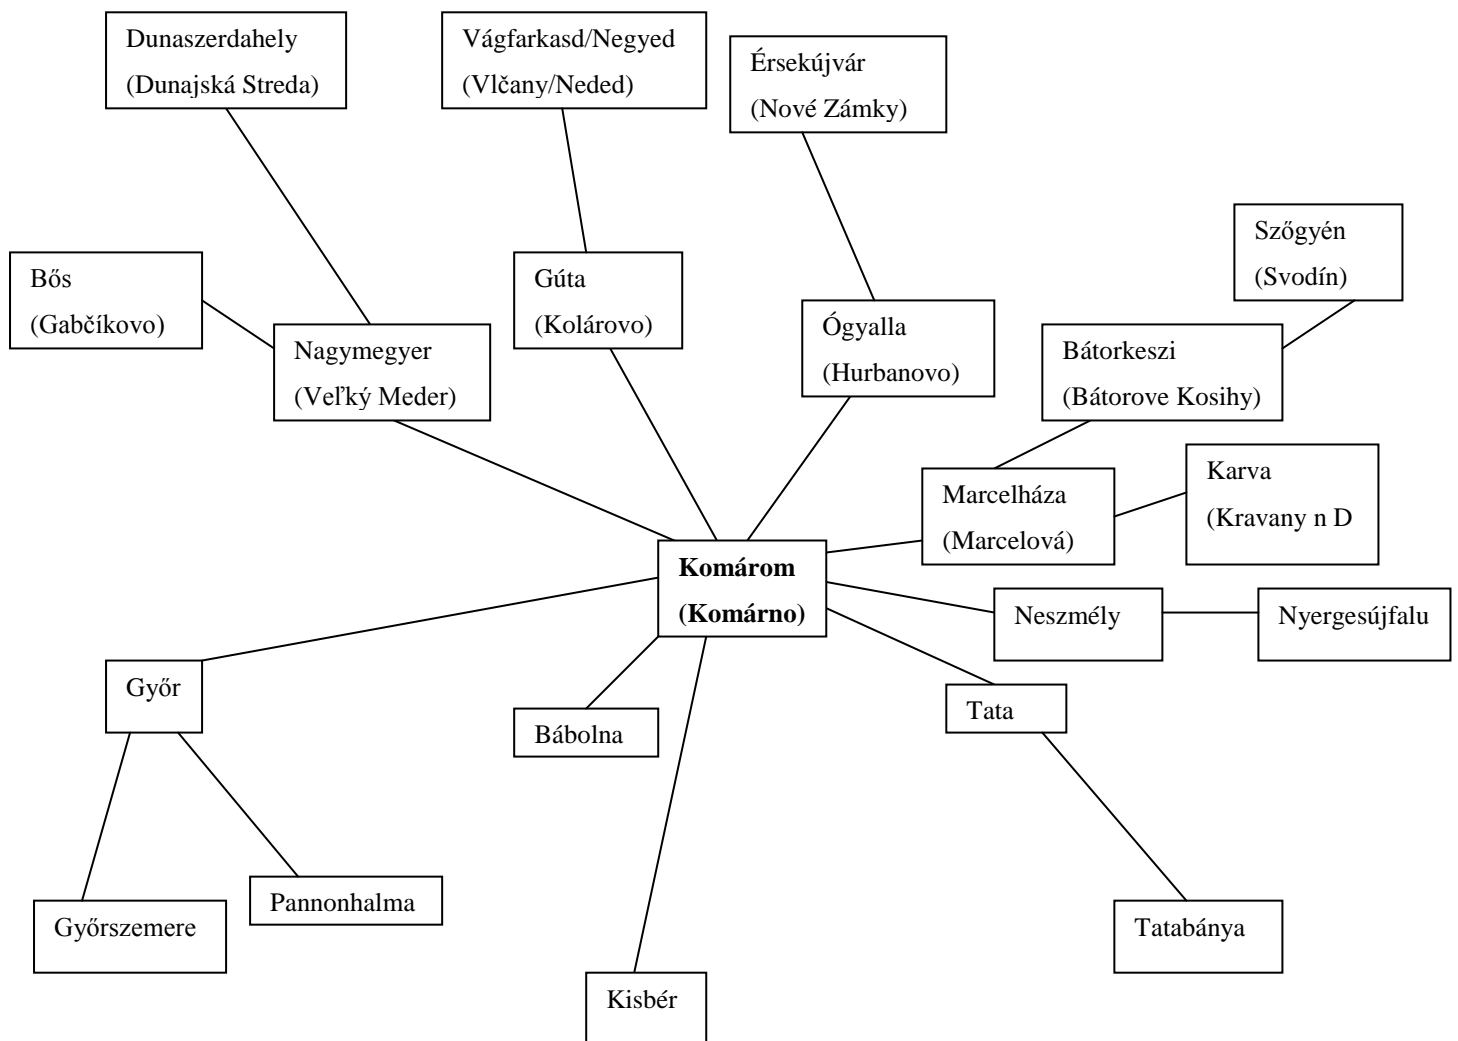 Dunaszerdahely
(Dunajská Streda)
Vágfarkasd/Negyed
(Vlčany/Neded)
Érsekújvár
(Nové Zámky)
Szőgyén
(Svodín)
Bős
(Gabčíkovo)
Gúta
(Kolárovo)
Nagymegyer
(Veľký Meder)
Ógyalla
(Hurbanovo)
Bátorkeszi
(Bátorove Kosihy)
Marcelháza
(Marcelová)
Karva
(Kravany n D
Komárom
(Komárno)
Neszmély
Nyergesújfalu
Győr
Bábolna
Tata
Győrszemere
Pannonhalma
Tatabánya
Kisbér